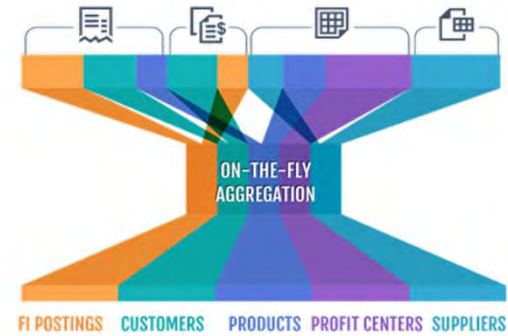 ON-THE-FLY
AGGREGATION
FI POSTINGS CUSTOMERS PRODUCTS PROFIT CENTERS SUPPLIERS